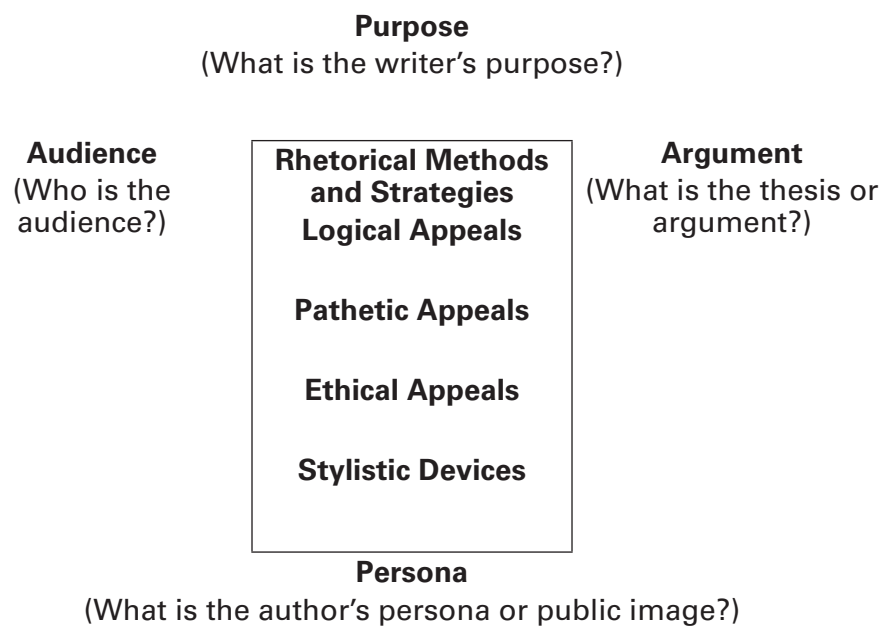 Purpose
(What is the writer’s purpose?)
Audience
(Who is the
audience?)
Rhetorical Methods
and Strategies
Logical Appeals
Pathetic Appeals
Ethical Appeals
Stylistic Devices
Argument
(What is the thesis or
argument?)
Persona
(What is the author’s persona or public image?)